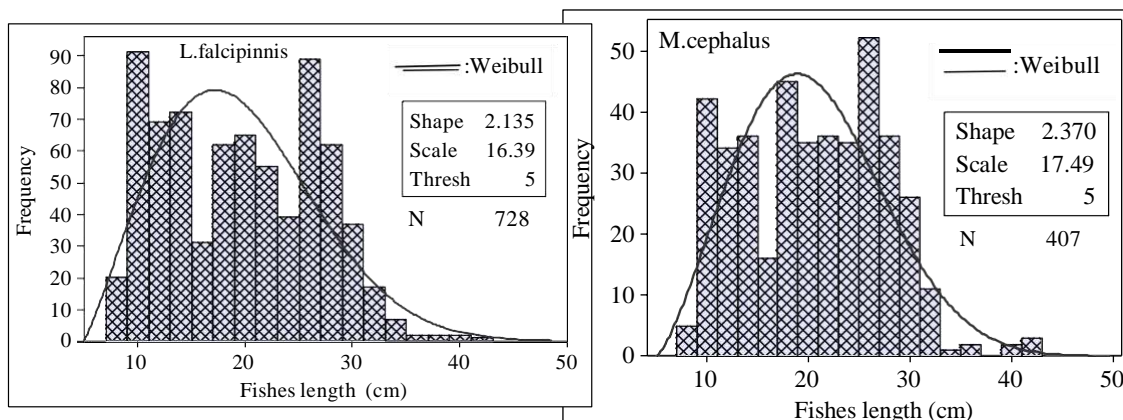 L.falcipinnis
:Weibull
Shape 2.135
Scale 16.39
Thresh 5
N 728
Frequency
90
80
70
60
50
40
30
20
10
0
10 20 30 40 50
Fishes length (cm)
M.cephalus
:Weibull
Shape 2.370
Scale 17.49
Thresh 5
N 407
Frequency
50
40
30
20
10
0
10 20 30 40 50
Fishes length (cm)